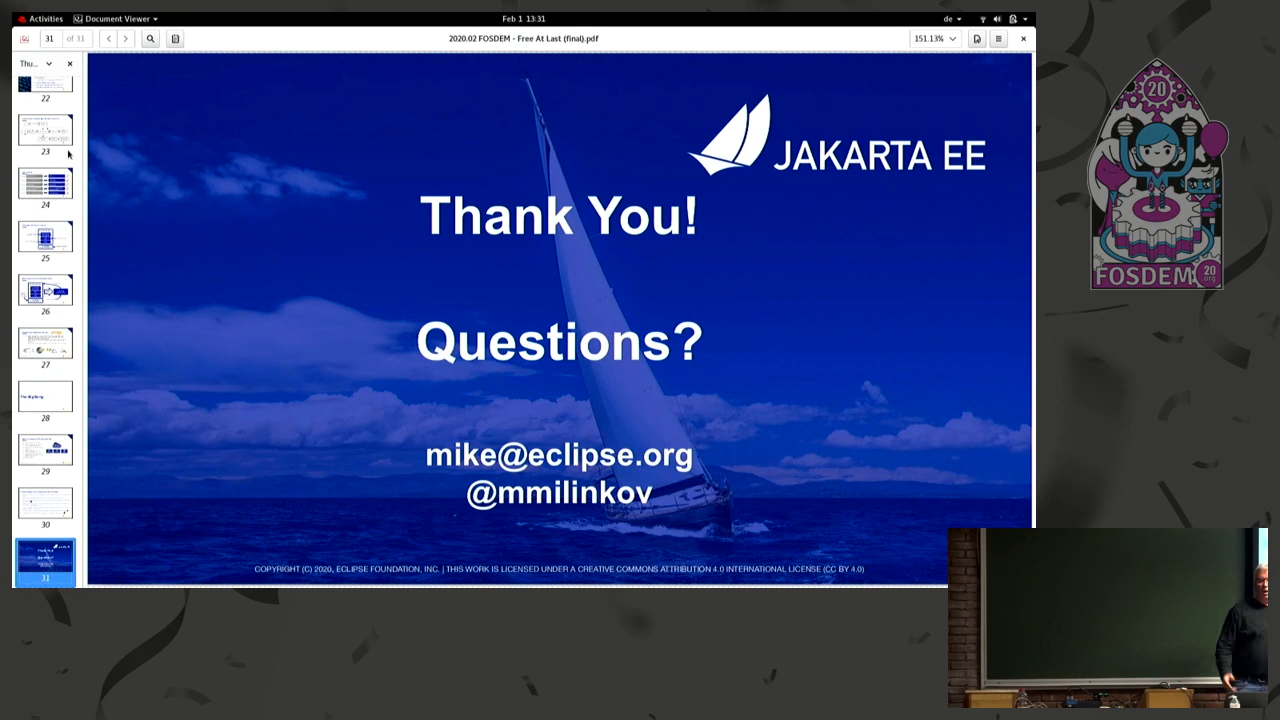 Activities
Document Viewer
Feb 1 13:31
de
31
of 31
2020.02 FOSDEM - Free At Last (final).pdf
151.13%
Thu...
22
23
24
25
26
27
28
29
30
31
JAKARTA EE
Thank You!
Questions?
mike@eclipse.org
@mmilinkov
COPYRIGHT (C) 2020, ECLIPSE FOUNDATION, INC. | THIS WORK IS LICENSED UNDER A CREATIVE COMMONS ATTRIBUTION 4.0 INTERNATIONAL LICENSE (CC BY 4.0)
20
FOSDEM
20
.org